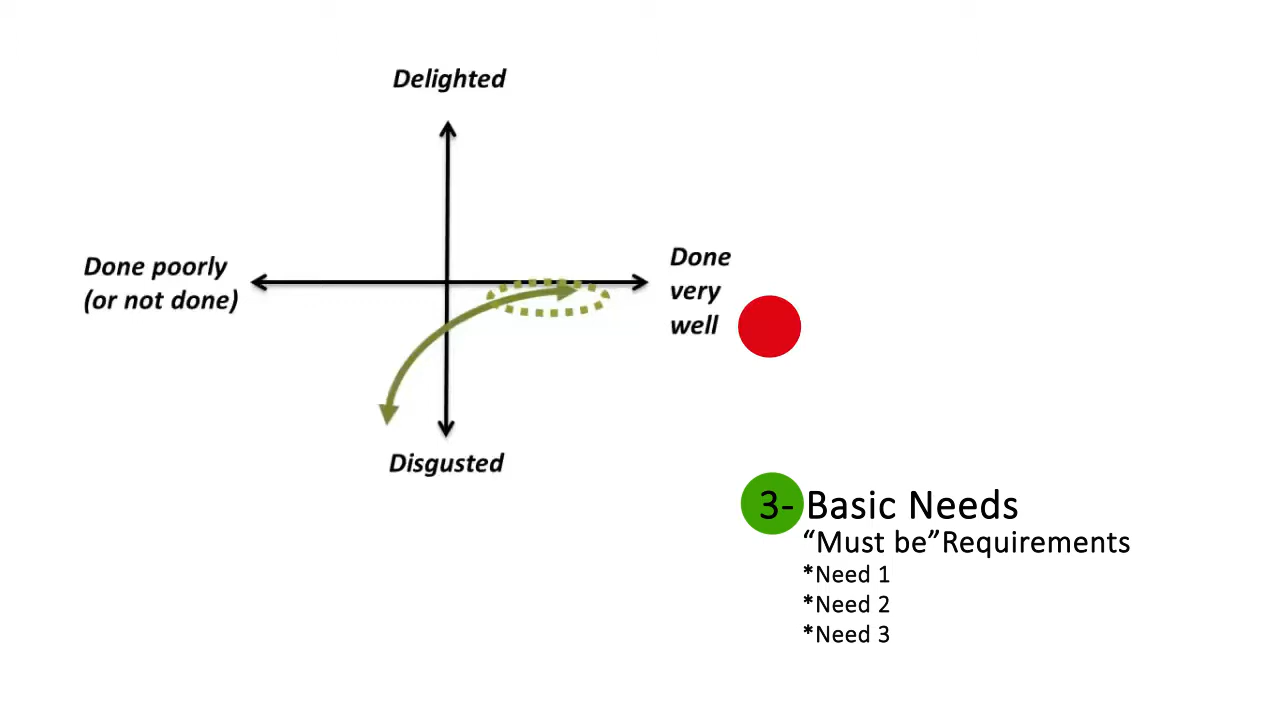 Delighted
Done poorly
(or not done)
Done
very
well
Disgusted
3- Basic Needs
“Must be”Requirements
*Need 1
*Need 2
*Need 3